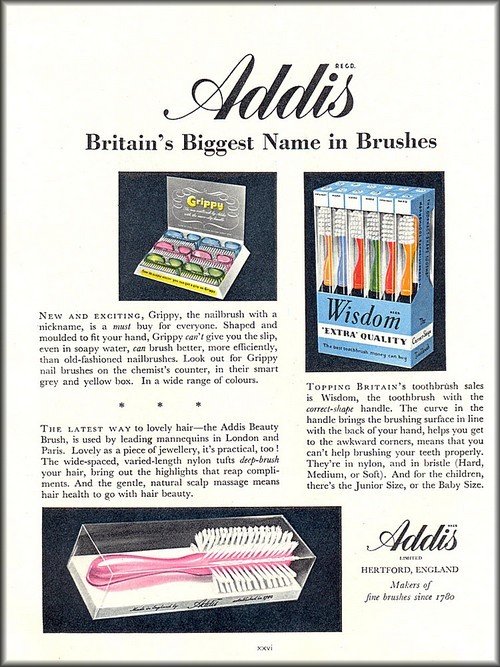 Addis
REGD.
Britain's Biggest Name in Brushes
Grippy
Wisdom
REGD.
'EXTRA' QUALITY
The best toothbrush money can buy
NEW AND EXCITING, Grippy, the nailbrush with a
nickname, is a must buy for everyone. Shaped and
moulded to fit your hand, Grippy can't give you the slip,
even in soapy water, can brush better, more efficiently,
than old-fashioned nailbrushes. Look out for Grippy
nail brushes on the chemist's counter, in their smart
grey and yellow box. In a wide range of colours.
* * *
THE LATEST WAY to lovely hair—the Addis Beauty
Brush, is used by leading mannequins in London and
Paris. Lovely as a piece of jewellery, it's practical, too !
The wide-spaced, varied-length nylon tufts deep-brush
your hair, bring out the highlights that reap compli-
ments. And the gentle, natural scalp massage means
hair health to go with hair beauty.
TOPPING BRITAIN'S toothbrush sales
is Wisdom, the toothbrush with the
correct-shape handle. The curve in the
handle brings the brushing surface in line
with the back of your hand, helps you get
to the awkward corners, means that you
can't help brushing your teeth properly.
They're in nylon, and in bristle (Hard,
Medium, or Soft). And for the children,
there's the Junior Size, or the Baby Size.
Made in England by Addis established in 1780
Addis
REGD.
LIMITED
HERTFORD, ENGLAND
Makers of
fine brushes since 1780
xxvi